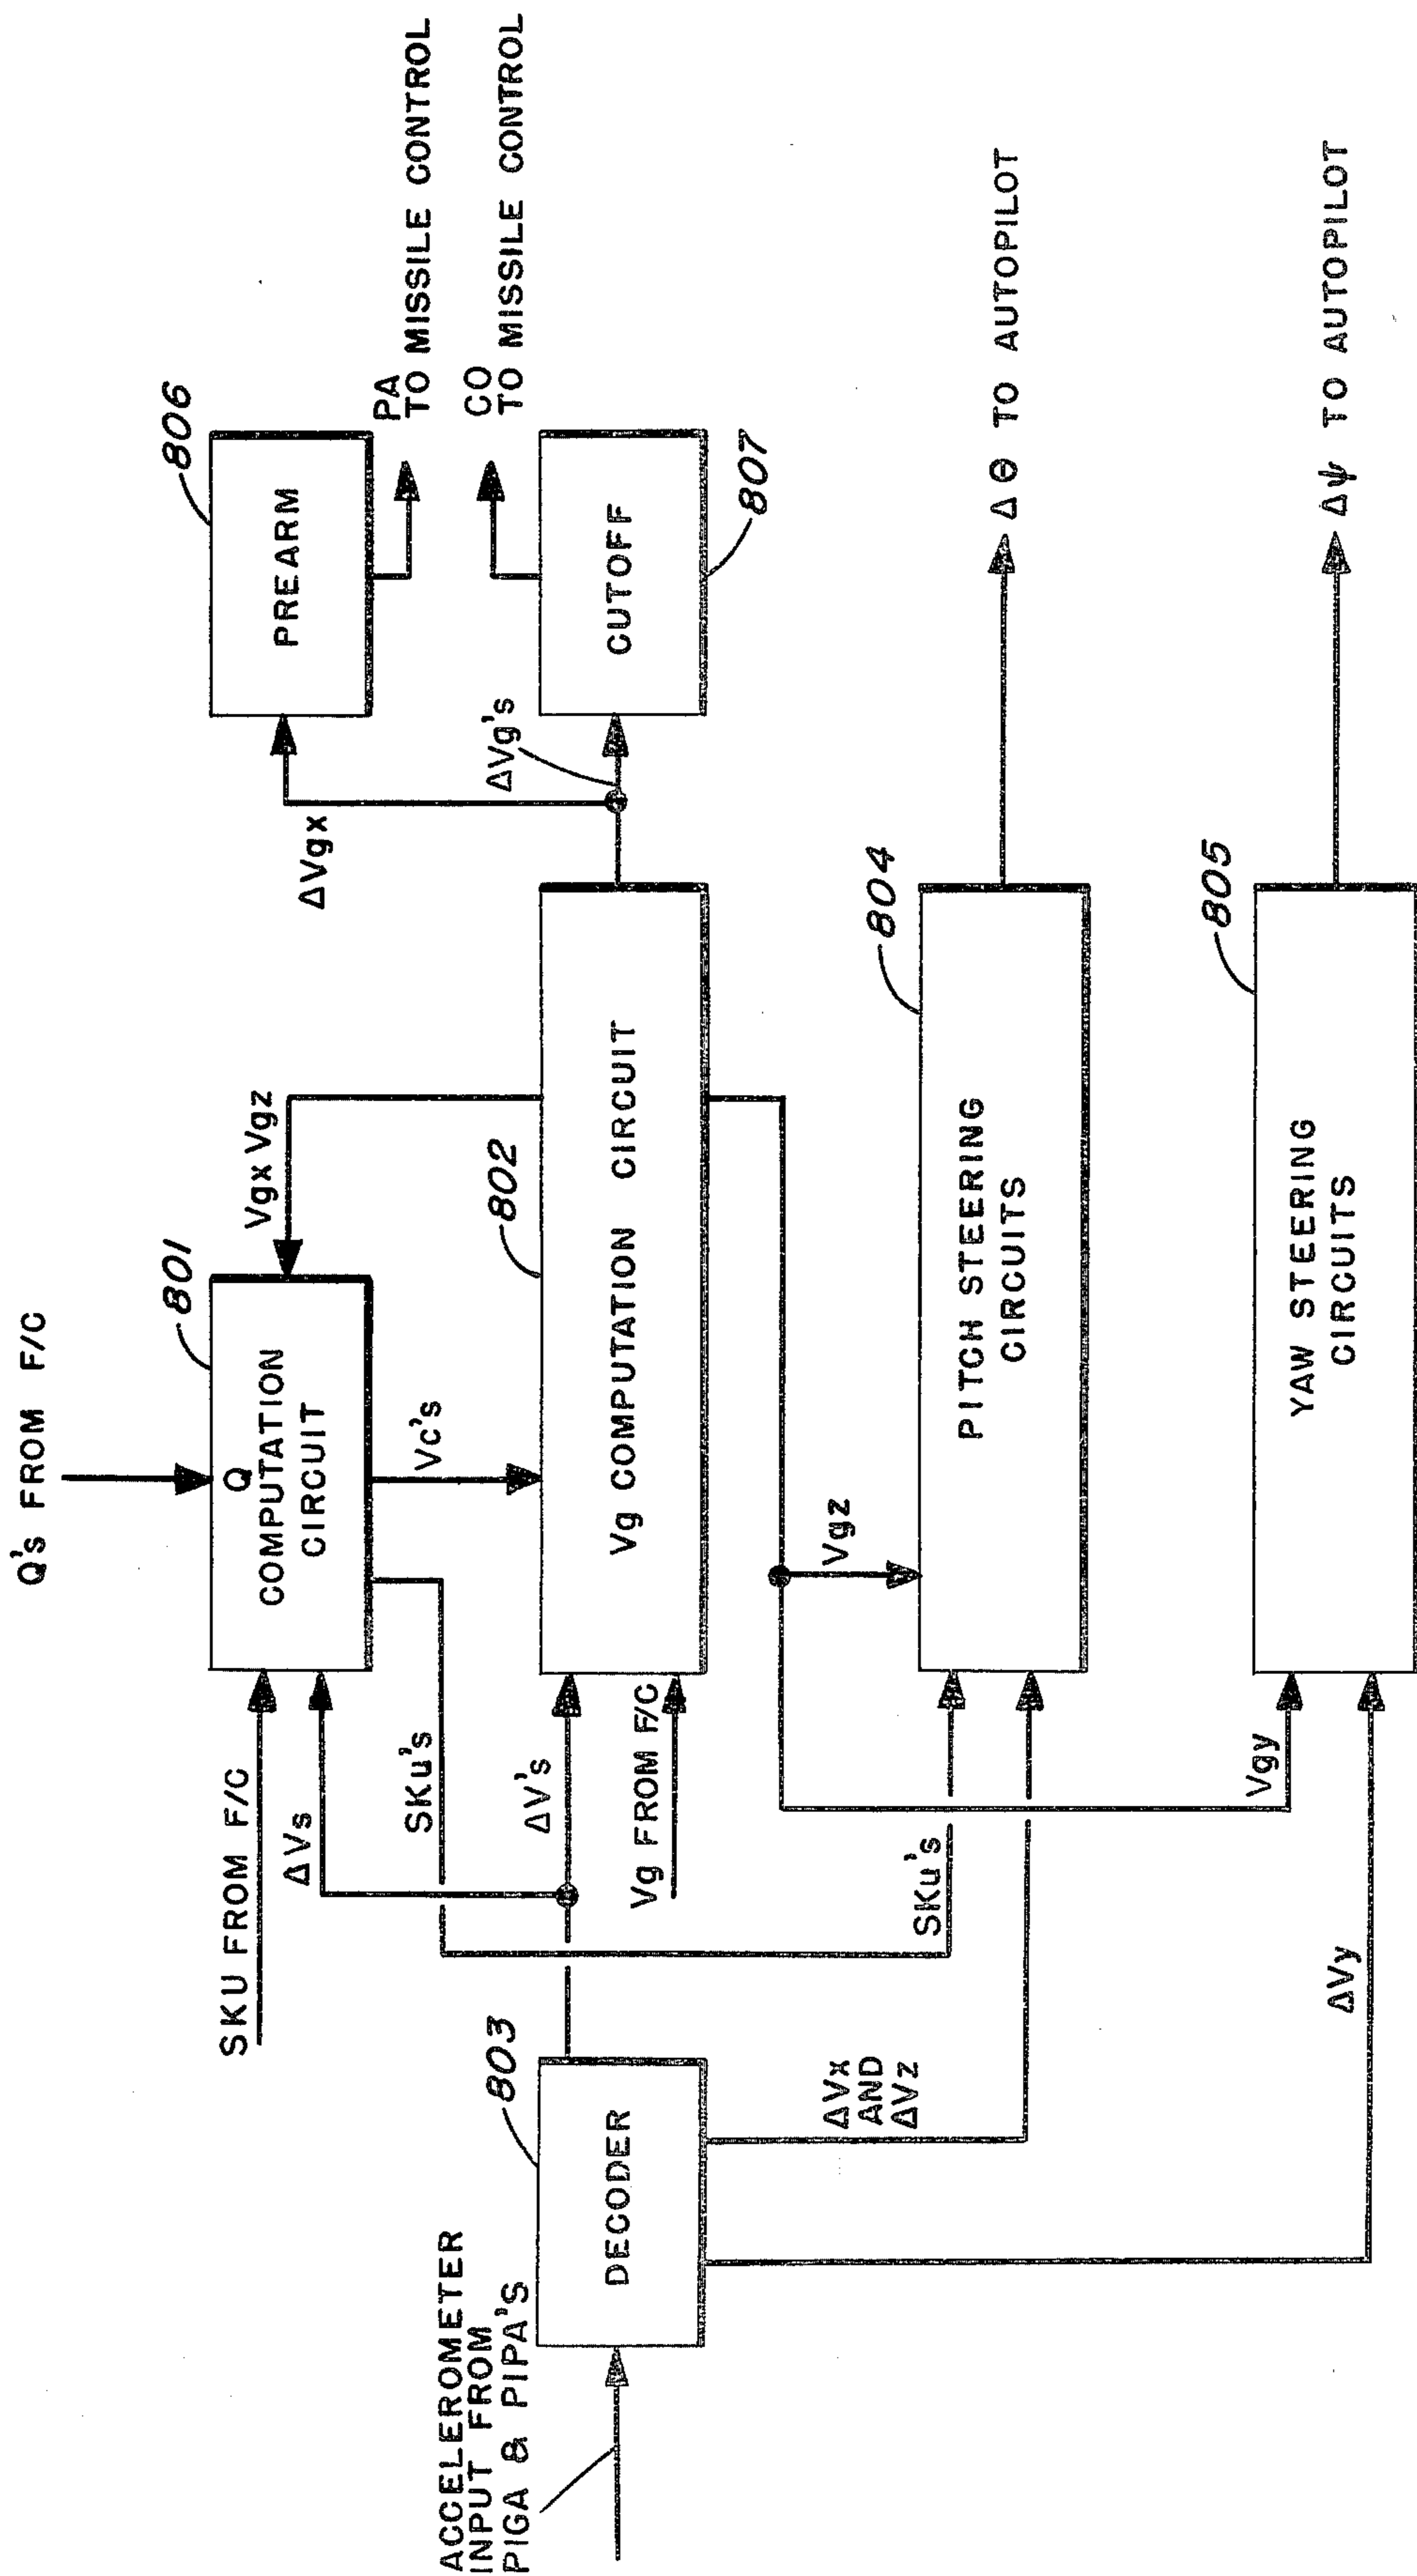 Q's FROM F/C
SKU FROM F/C
ΔVs
801
Q
COMPUTATION
CIRCUIT
Vgx Vgz
SKu's
Vc's
ΔVgx
806
PREARM
PA
TO MISSILE CONTROL
CO
TO MISSILE CONTROL
ACCELEROMETER
INPUT FROM
PIGA & PIPA'S
803
DECODER
ΔV's
Vg FROM F/C
802
Vg COMPUTATION CIRCUIT
ΔVg's
CUTOFF
807
ΔVx
AND
ΔVz
SKu's
Vgz
804
PITCH STEERING
CIRCUITS
Δ Θ TO AUTOPILOT
ΔVy
Vgy
805
YAW STEERING
CIRCUITS
Δψ TO AUTOPILOT